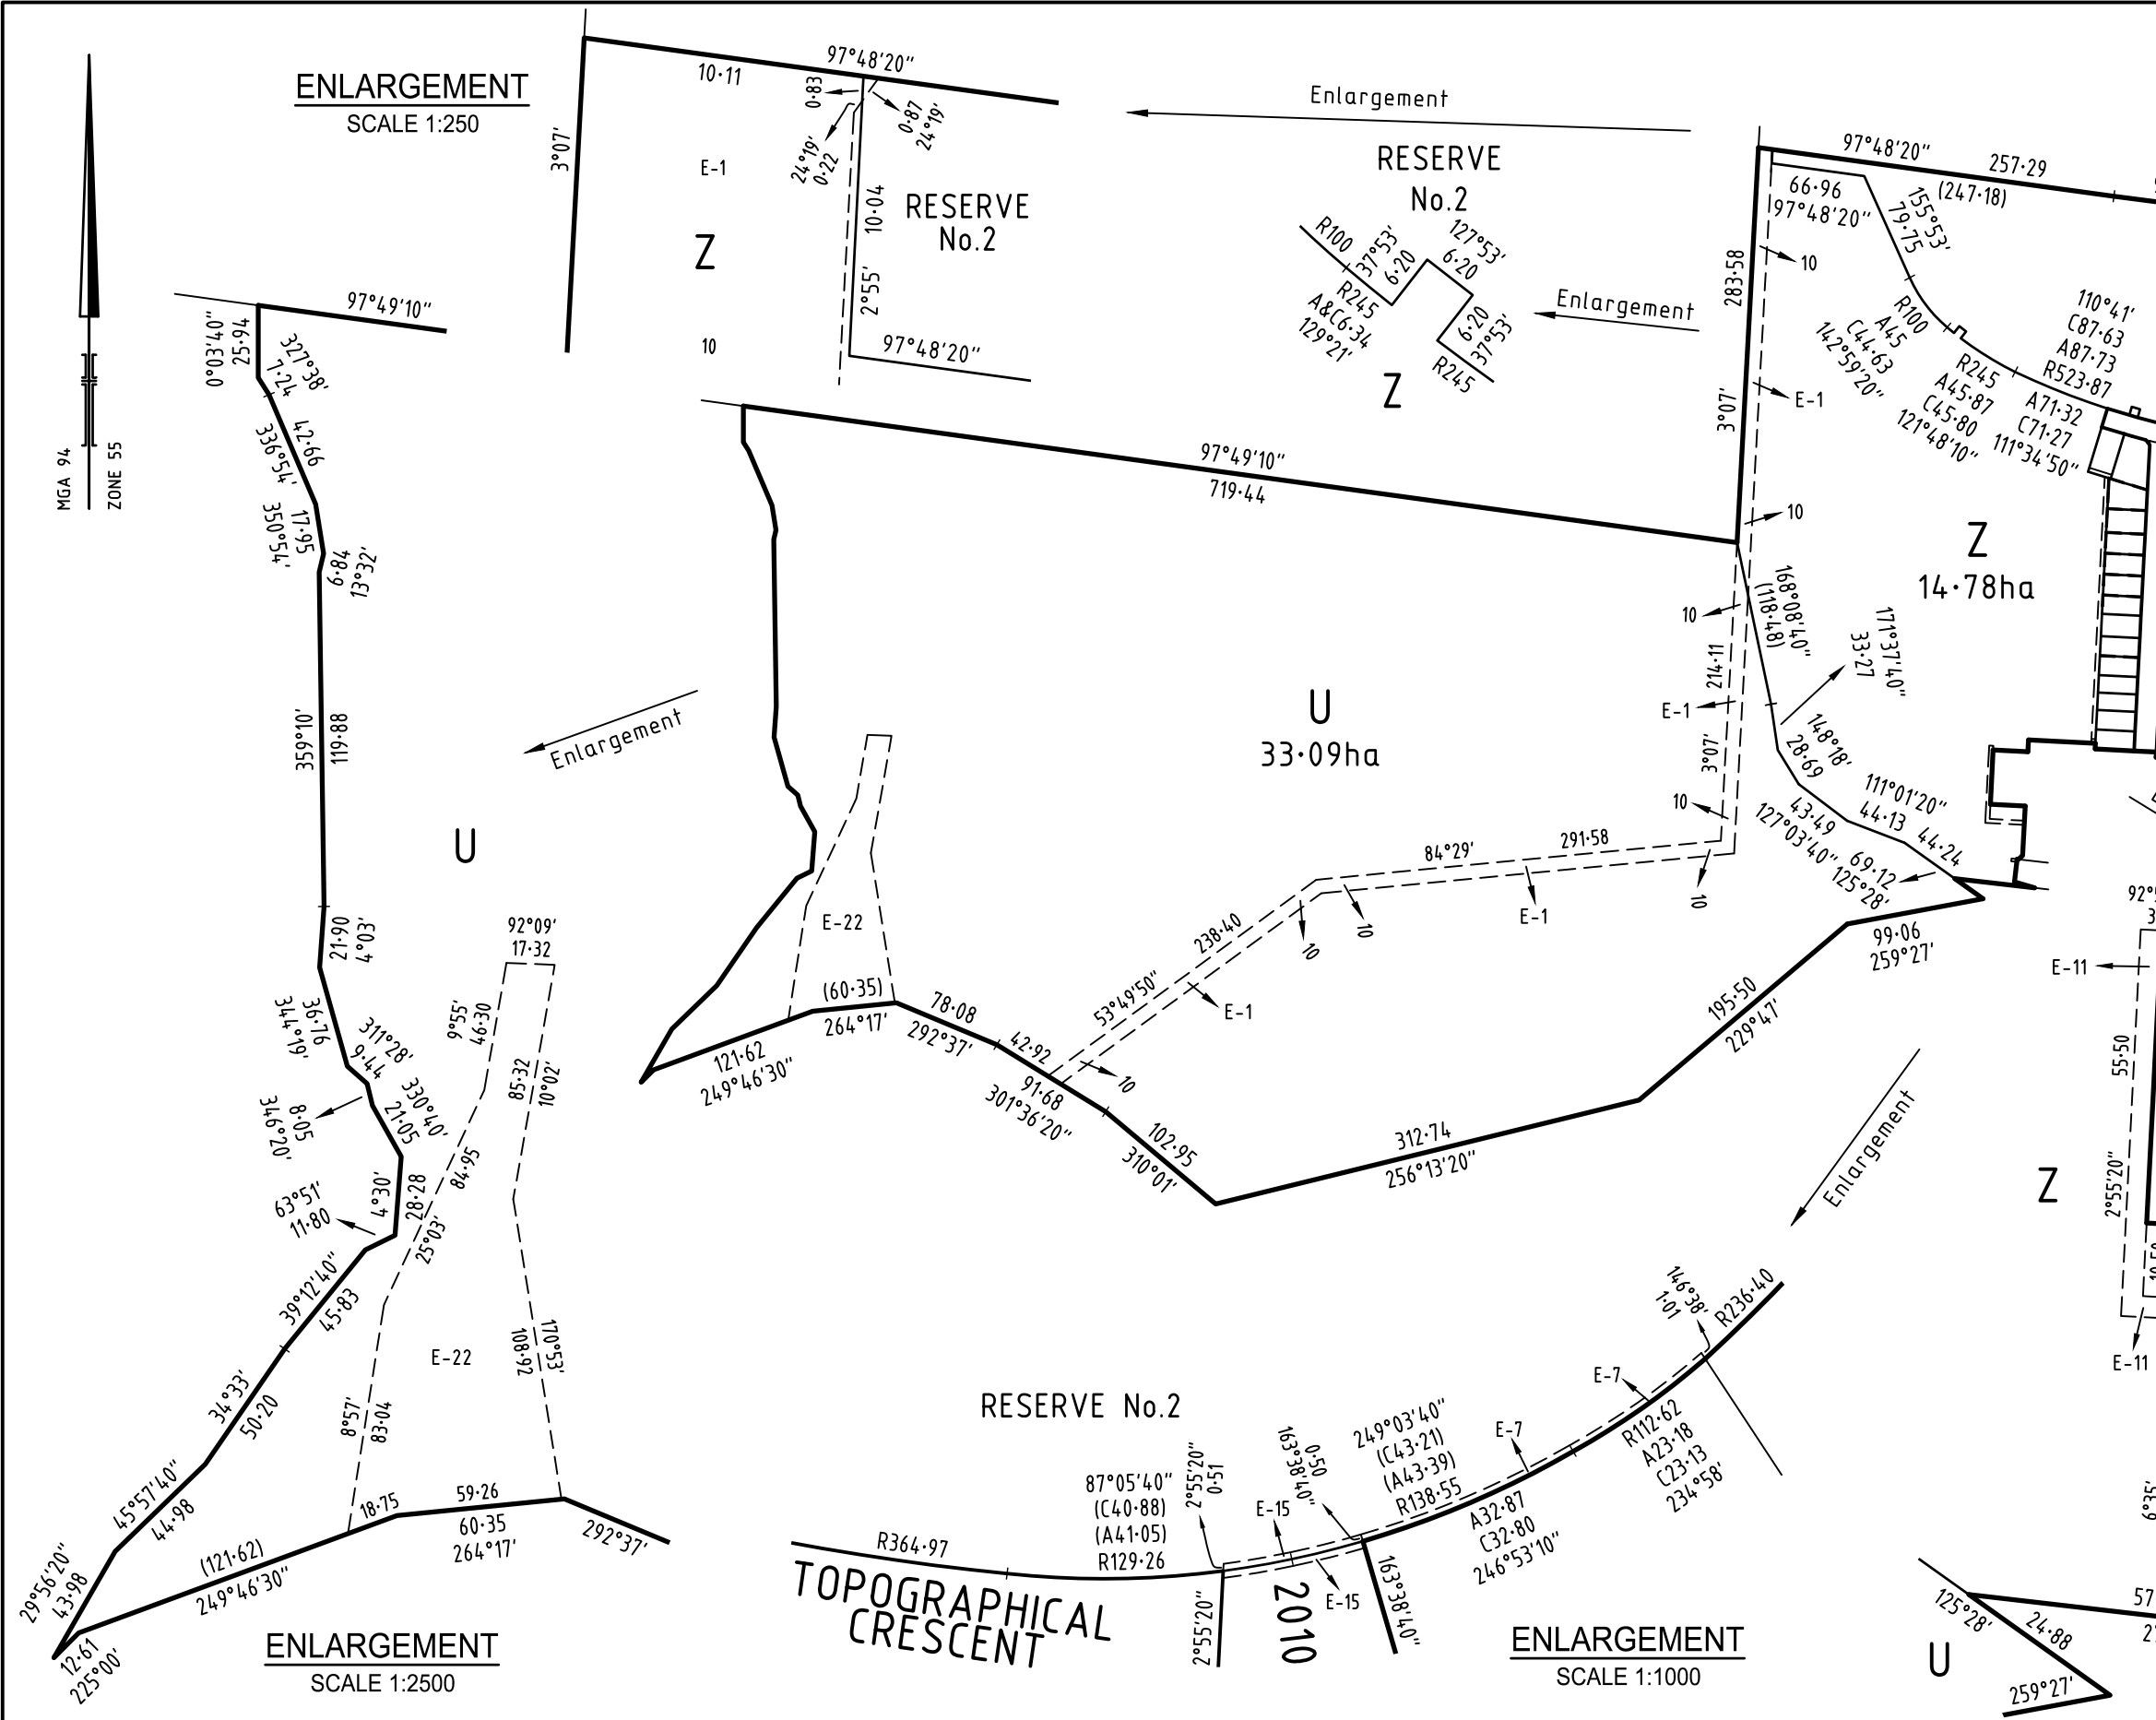 ENLARGEMENT
SCALE 1:250
MGA 94
ZONE 55
97°48'20"
10·11
3°07'
0·83
0·87
24°19'
24°19'
0·22
E-1
Z
10
10·04
2°55'
RESERVE
No.2
97°48'20"
Enlargement
RESERVE
No.2
R100
37°53'
6·20
127°53'
6·20
R245
A&C6·34
129°21'
6·20
37°53'
R245
Z
Enlargement
97°48'20"
257·29
(247·18)
66·96
97°48'20"
155°53'
79·75
10
283·58
3°07'
E-1
10
R100
A45
C44·63
142°59'20"
R245
A45·87
C45·80
121°48'10"
110°41'
C87·63
A87·73
R523·87
A71·32
C71·27
111°34'50"
Z
14·78ha
97°49'10"
0°03'40"
25·94
327°38'
7·24
42·66
336°54'
17·95
350°54'
6·84
13°32'
359°10'
119·88
U
21·90
4°03'
36·76
344°19'
311°28'
9·44
8·05
346°20'
330°40'
21·05
4°30'
28·28
63°51'
11·80
39°12'40"
45·83
34°33'
50·20
45°57'40"
44·98
29°56'20"
43·98
12·61
225°00'
(121·62)
249°46'30"
18·75
59·26
60·35
264°17'
292°37'
92°09'
17·32
9°55'
46·30
85·32
10°02'
84·95
25°03'
170°53'
108·92
8°57'
83·04
E-22
ENLARGEMENT
SCALE 1:2500
Enlargement
97°49'10"
719·44
U
33·09ha
E-22
(60·35)
264°17'
121·62
249°46'30"
78·08
292°37'
42·92
91·68
301°36'20"
102·95
310°01'
10
53°49'50"
238·40
E-1
10
10
84°29'
291·58
E-1
10
10
214·11
E-1
3°07'
10
168°08'40"
(118·48)
171°37'40"
33·27
148°18'
28·69
43·49
127°03'40"
111°01'20"
44·13
44·24
69·12
125°28'
99·06
259°27'
195·50
229°47'
312·74
256°13'20"
Enlargement
E-11
55·50
2°55'20"
Z
E-11
6°35'
RESERVE No.2
R364·97
TOPOGRAPHICAL
CRESCENT
87°05'40"
(C40·88)
(A41·05)
R129·26
2°55'20"
0·51
2°55'20"
E-15
2010
E-15
163°38'40"
0·50
163°38'40"
249°03'40"
(C43·21)
(A43·39)
R138·55
E-7
A32·87
C32·80
246°53'10"
E-7
R112·62
A23·18
C23·13
234°58'
146°38'
1·01
R236·40
ENLARGEMENT
SCALE 1:1000
125°28'
24·88
57
U
259°27'